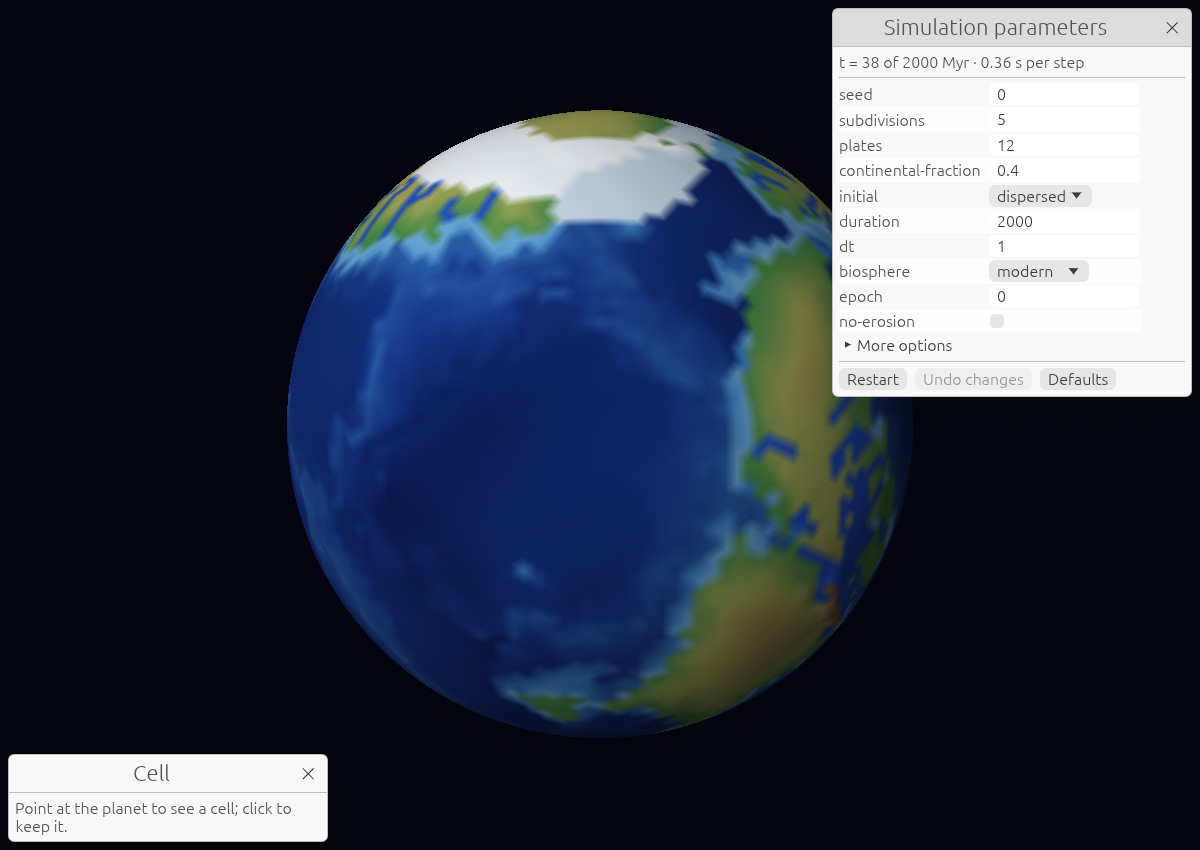 Simulation parameters
t = 38 of 2000 Myr · 0.36 s per step
seed 0
subdivisions 5
plates 12
continental-fraction 0.4
initial dispersed
duration 2000
dt 1
biosphere modern
epoch 0
no-erosion
More options
Restart Undo changes Defaults
Cell
Point at the planet to see a cell; click to
keep it.